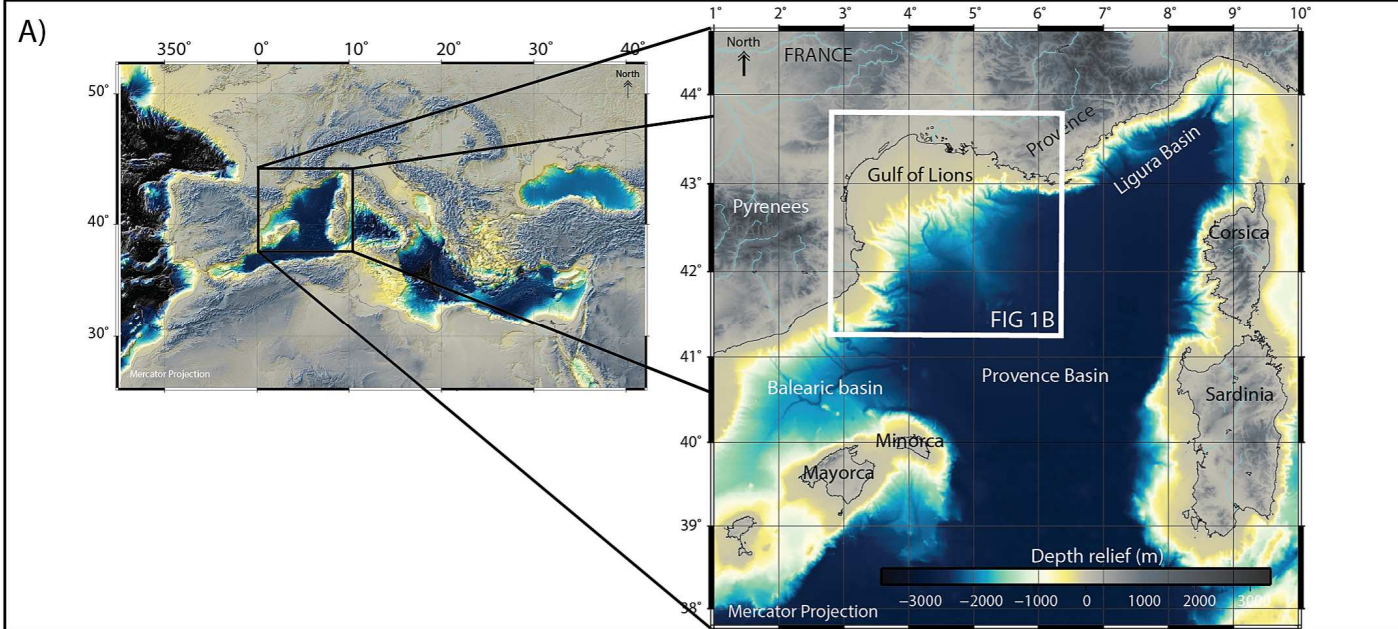 A)
350° 0° 10° 20° 30° 40°
50°
40°
30°
North
Mercator Projection
1° 2° 3° 4° 5° 6° 7° 8° 9° 10°
44°
43°
42°
41°
40°
39°
38°
North
FRANCE
Provence
Gulf of Lions
Ligura Basin
Pyrenees
Corsica
FIG 1B
Provence Basin
Balearic basin
Sardinia
Minorca
Mayorca
Depth relief (m)
−3000 −2000 −1000 0 1000 2000 3000
Mercator Projection